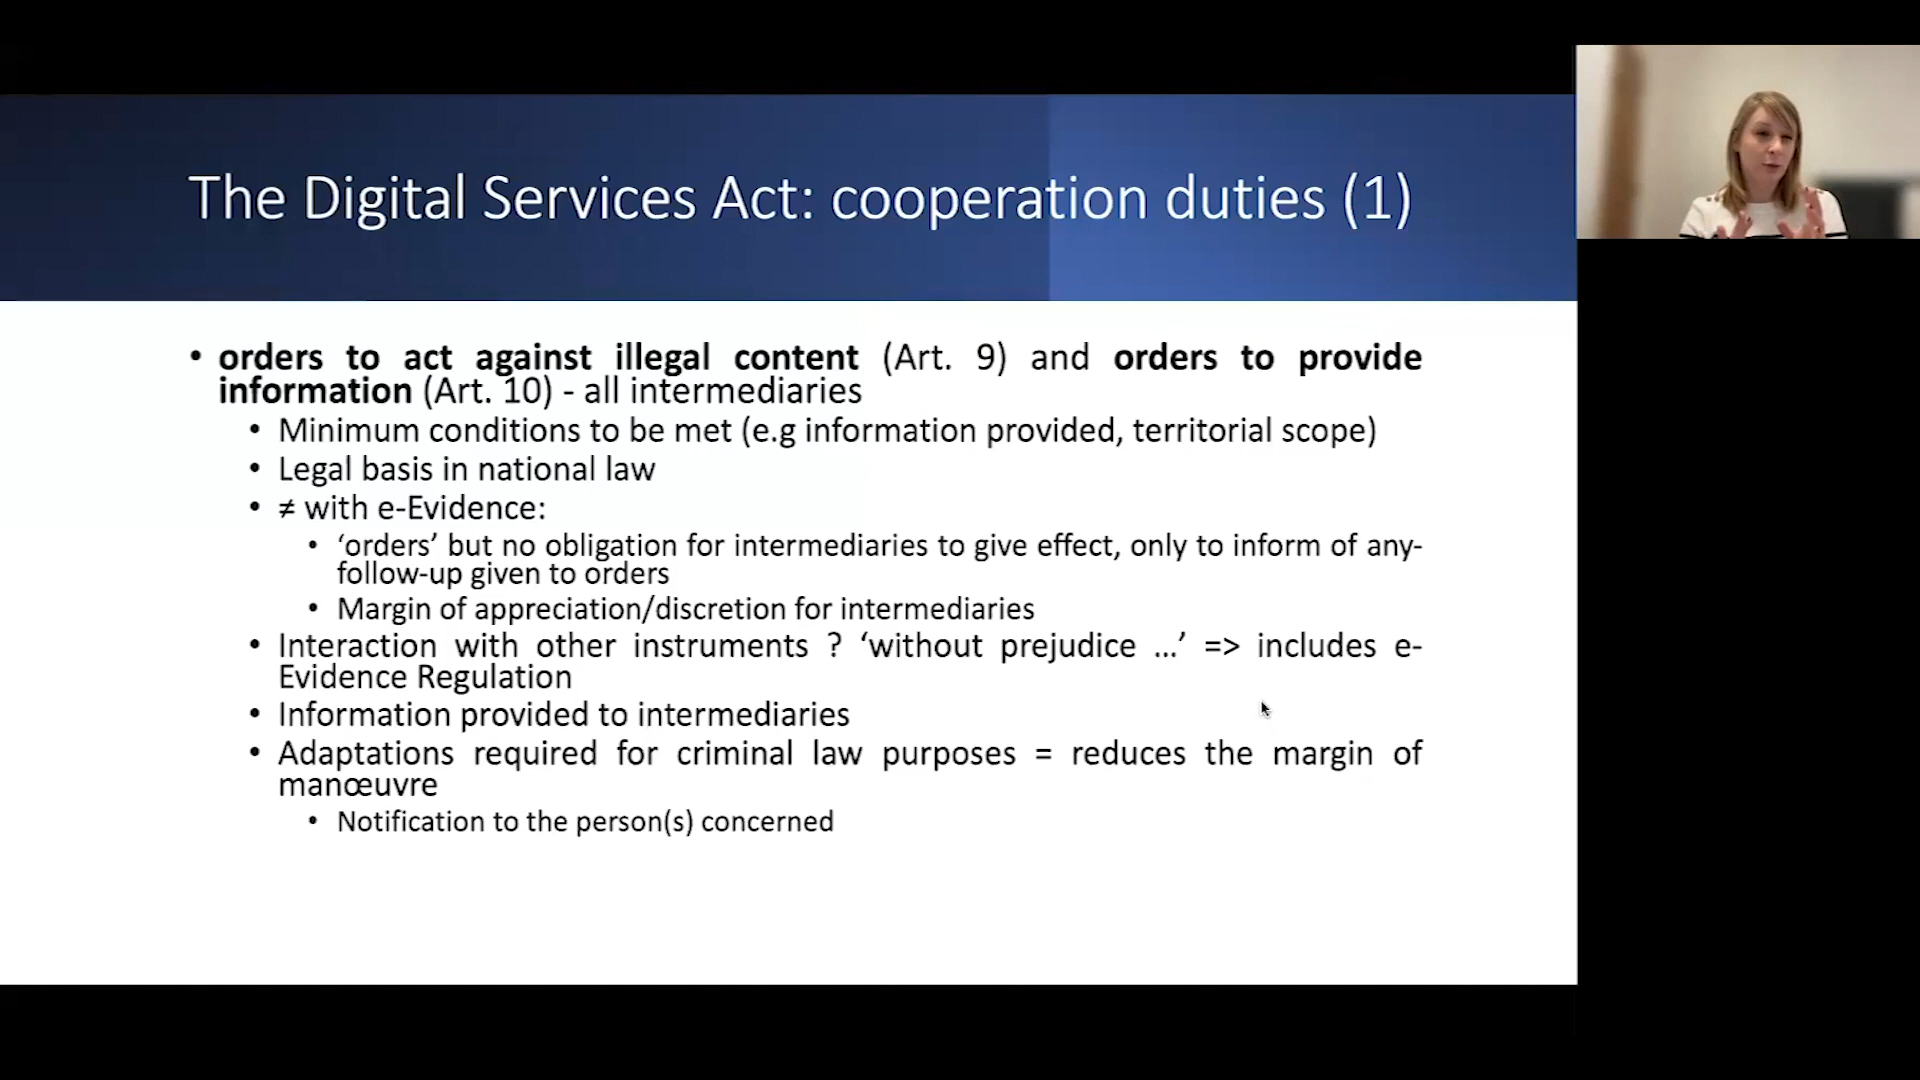 The Digital Services Act: cooperation duties (1)
• orders to act against illegal content (Art. 9) and orders to provide
information (Art. 10) - all intermediaries
• Minimum conditions to be met (e.g information provided, territorial scope)
• Legal basis in national law
• ≠ with e-Evidence:
• ‘orders’ but no obligation for intermediaries to give effect, only to inform of any-
follow-up given to orders
• Margin of appreciation/discretion for intermediaries
• Interaction with other instruments ? ‘without prejudice ...’ => includes e-
Evidence Regulation
• Information provided to intermediaries
• Adaptations required for criminal law purposes = reduces the margin of
manœuvre
• Notification to the person(s) concerned